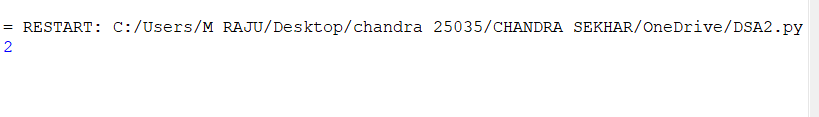 = RESTART: C:/Users/M RAJU/Desktop/chandra 25035/CHANDRA SEKHAR/OneDrive/DSA2.py
2